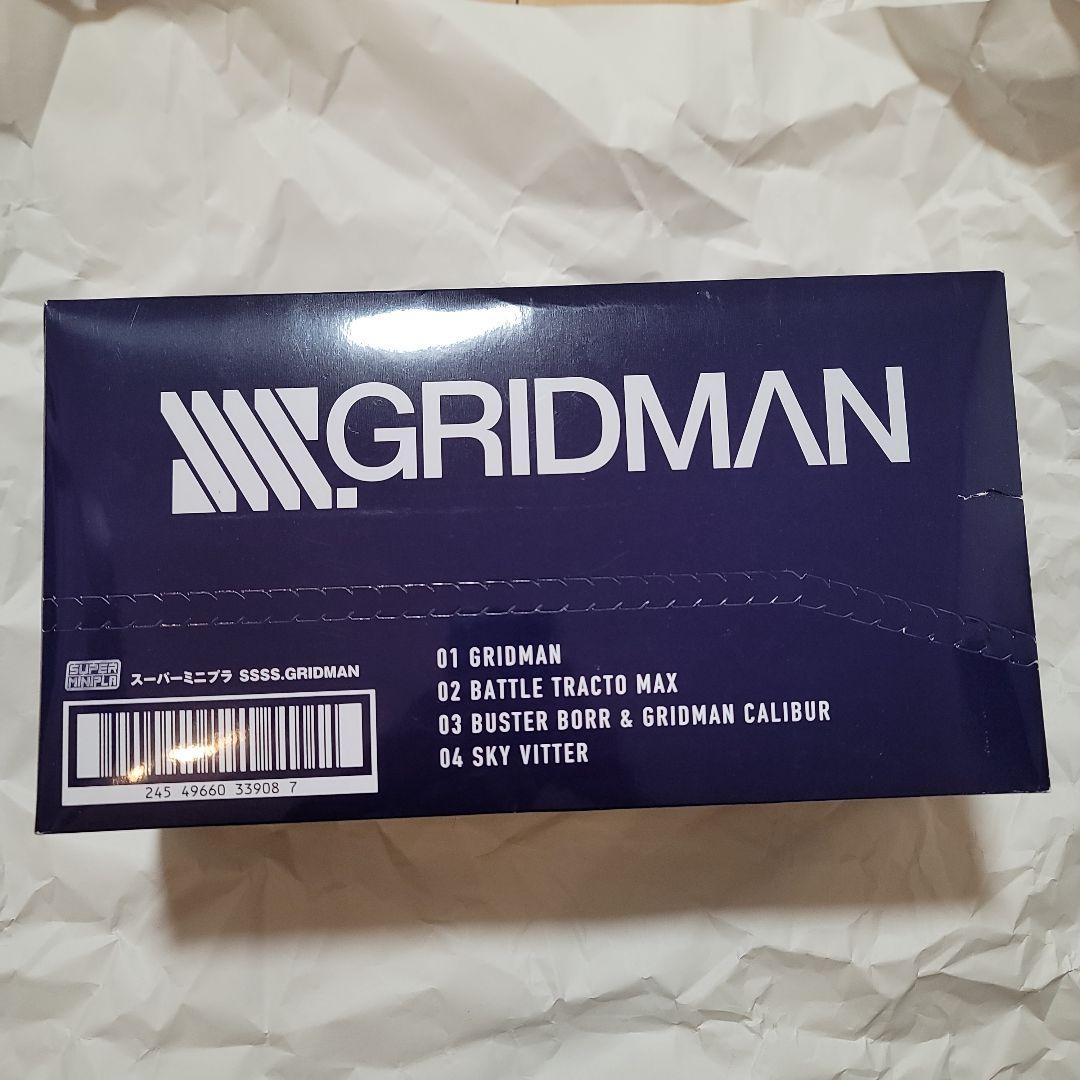 SSSS.GRIDMAN
SUPER
MINIPLA
スーパーミニプラ SSSS.GRIDMAN
245 49660 33908 7
01 GRIDMAN
02 BATTLE TRACTO MAX
03 BUSTER BORR & GRIDMAN CALIBUR
04 SKY VITTER